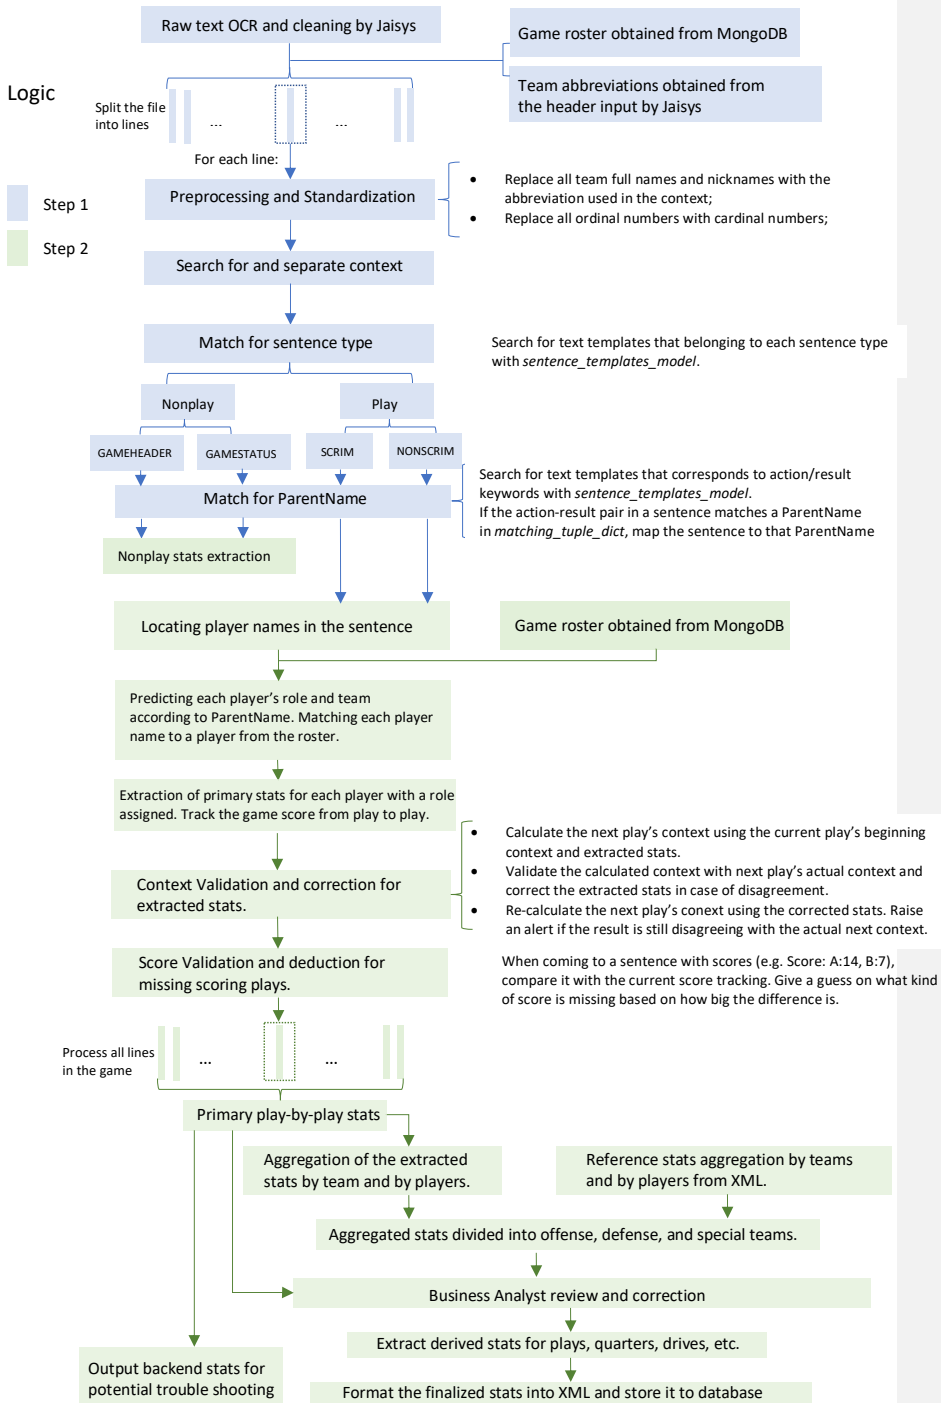 Raw text OCR and cleaning by Jaisys
Game roster obtained from MongoDB
Team abbreviations obtained from
the header input by Jaisys
Logic
Split the file
into lines
...
...
For each line:
Step 1
Step 2
Preprocessing and Standardization
• Replace all team full names and nicknames with the
abbreviation used in the context;
• Replace all ordinal numbers with cardinal numbers;
Search for and separate context
Match for sentence type
Search for text templates that belonging to each sentence type
with sentence_templates_model.
Nonplay
Play
GAMEHEADER
GAMESTATUS
SCRIM
NONSCRIM
Match for ParentName
Search for text templates that corresponds to action/result
keywords with sentence_templates_model.
If the action-result pair in a sentence matches a ParentName
in matching_tuple_dict, map the sentence to that ParentName
Nonplay stats extraction
Locating player names in the sentence
Game roster obtained from MongoDB
Predicting each player’s role and team
according to ParentName. Matching each player
name to a player from the roster.
Extraction of primary stats for each player with a role
assigned. Track the game score from play to play.
Context Validation and correction for
extracted stats.
• Calculate the next play’s context using the current play’s beginning
context and extracted stats.
• Validate the calculated context with next play’s actual context and
correct the extracted stats in case of disagreement.
• Re-calculate the next play’s conext using the corrected stats. Raise
an alert if the result is still disagreeing with the actual next context.
Score Validation and deduction for
missing scoring plays.
When coming to a sentence with scores (e.g. Score: A:14, B:7),
compare it with the current score tracking. Give a guess on what kind
of score is missing based on how big the difference is.
Process all lines
in the game
...
...
Primary play-by-play stats
Aggregation of the extracted
stats by team and by players.
Reference stats aggregation by teams
and by players from XML.
Aggregated stats divided into offense, defense, and special teams.
Business Analyst review and correction
Extract derived stats for plays, quarters, drives, etc.
Output backend stats for
potential trouble shooting
Format the finalized stats into XML and store it to database